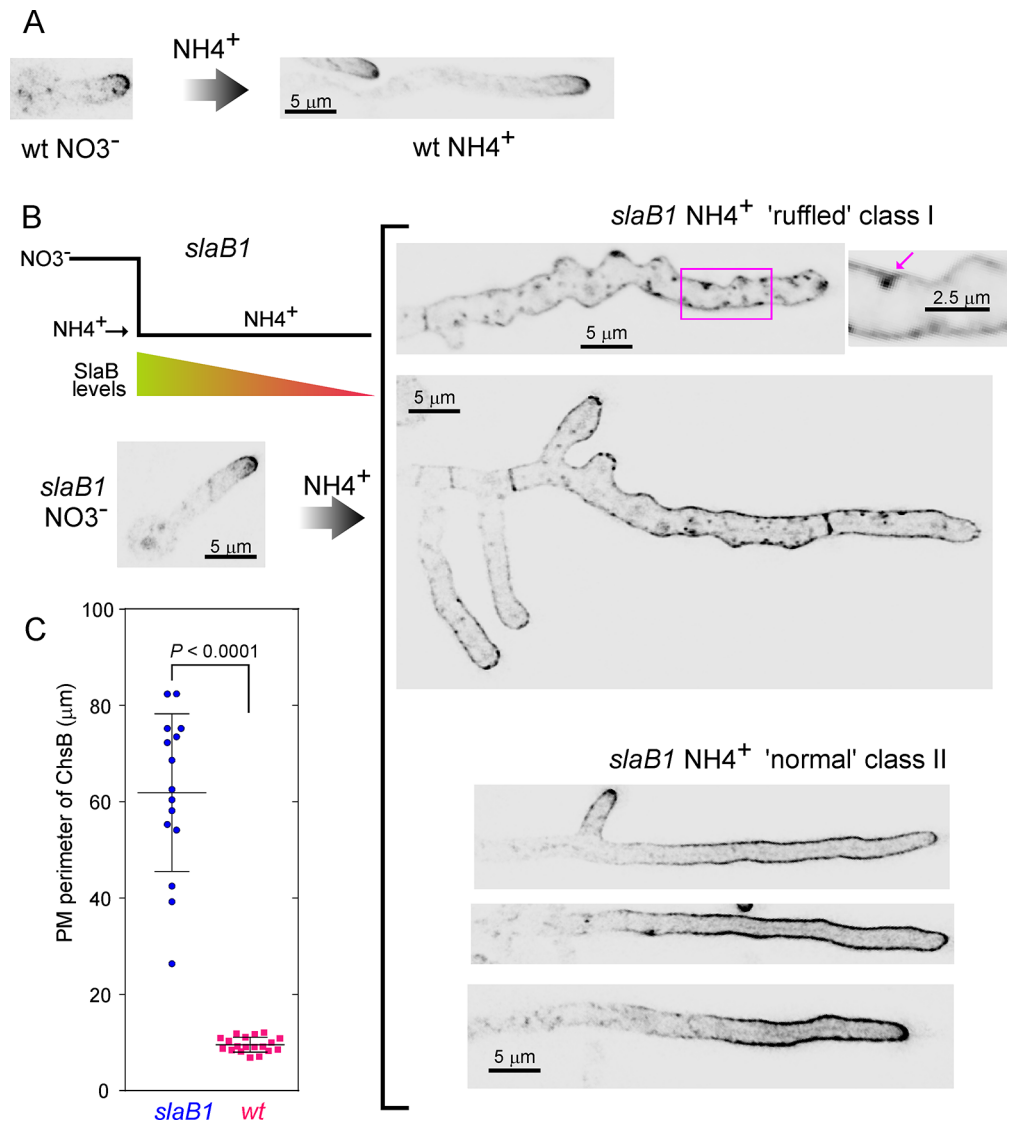 A
NH4+
5 μm
5 μm
wt NO3-
wt NH4+
B
slaB1 NH4+ 'ruffled' class I
NO3-
slaB1
NH4+
NH4+
2.5 μm
5 μm
SlaB
levels
5 μm
slaB1
NO3-
NH4+
5 μm
C
100
P < 0.0001
80
60
40
20
0
PM perimeter of ChsB (μm)
slaB1
wt
slaB1 NH4+ 'normal' class II
5 μm